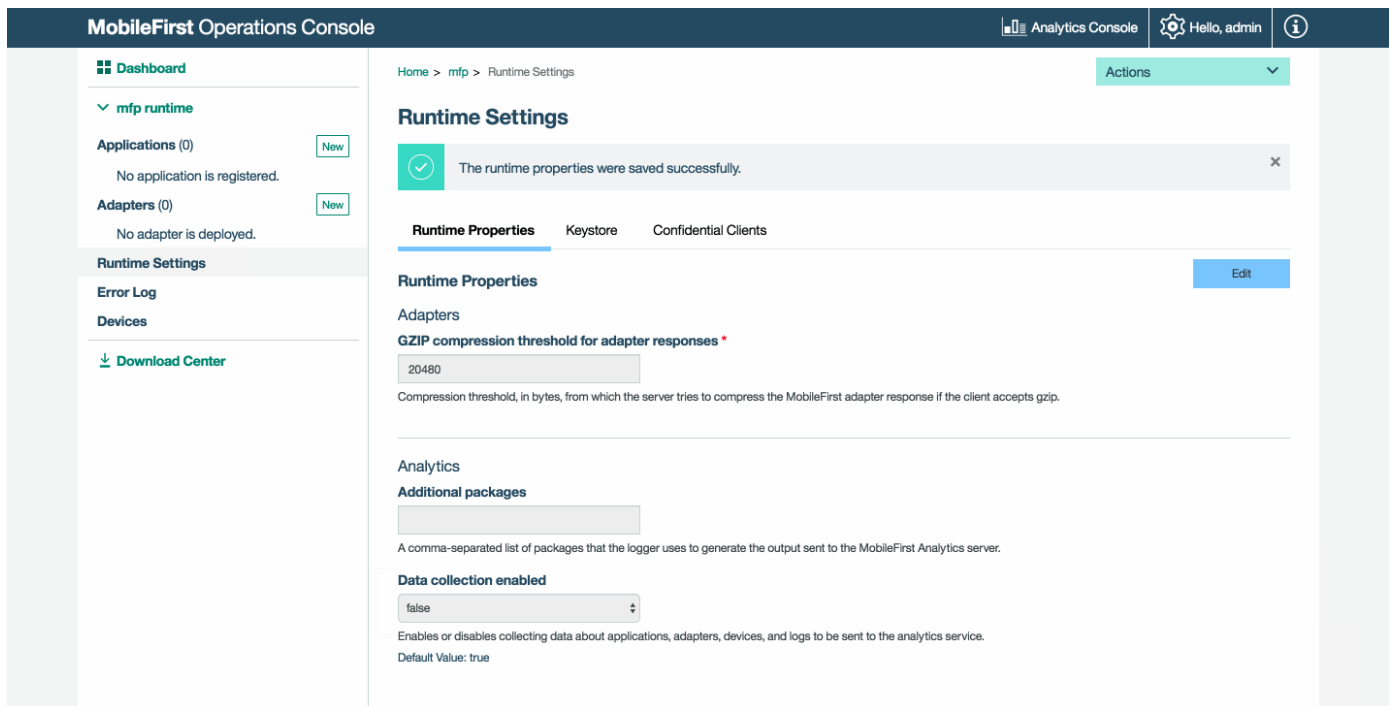 MobileFirst Operations Console
Analytics Console
Hello, admin
Dashboard
mfp runtime
Applications (0)
New
No application is registered.
Adapters (0)
New
No adapter is deployed.
Runtime Settings
Error Log
Devices
Download Center
Home > mfp > Runtime Settings
Actions
Runtime Settings
The runtime properties were saved successfully.
Runtime Properties
Keystore
Confidential Clients
Runtime Properties
Edit
Adapters
GZIP compression threshold for adapter responses *
20480
Compression threshold, in bytes, from which the server tries to compress the MobileFirst adapter response if the client accepts gzip.
Analytics
Additional packages
A comma-separated list of packages that the logger uses to generate the output sent to the MobileFirst Analytics server.
Data collection enabled
false
Enables or disables collecting data about applications, adapters, devices, and logs to be sent to the analytics service.
Default Value: true